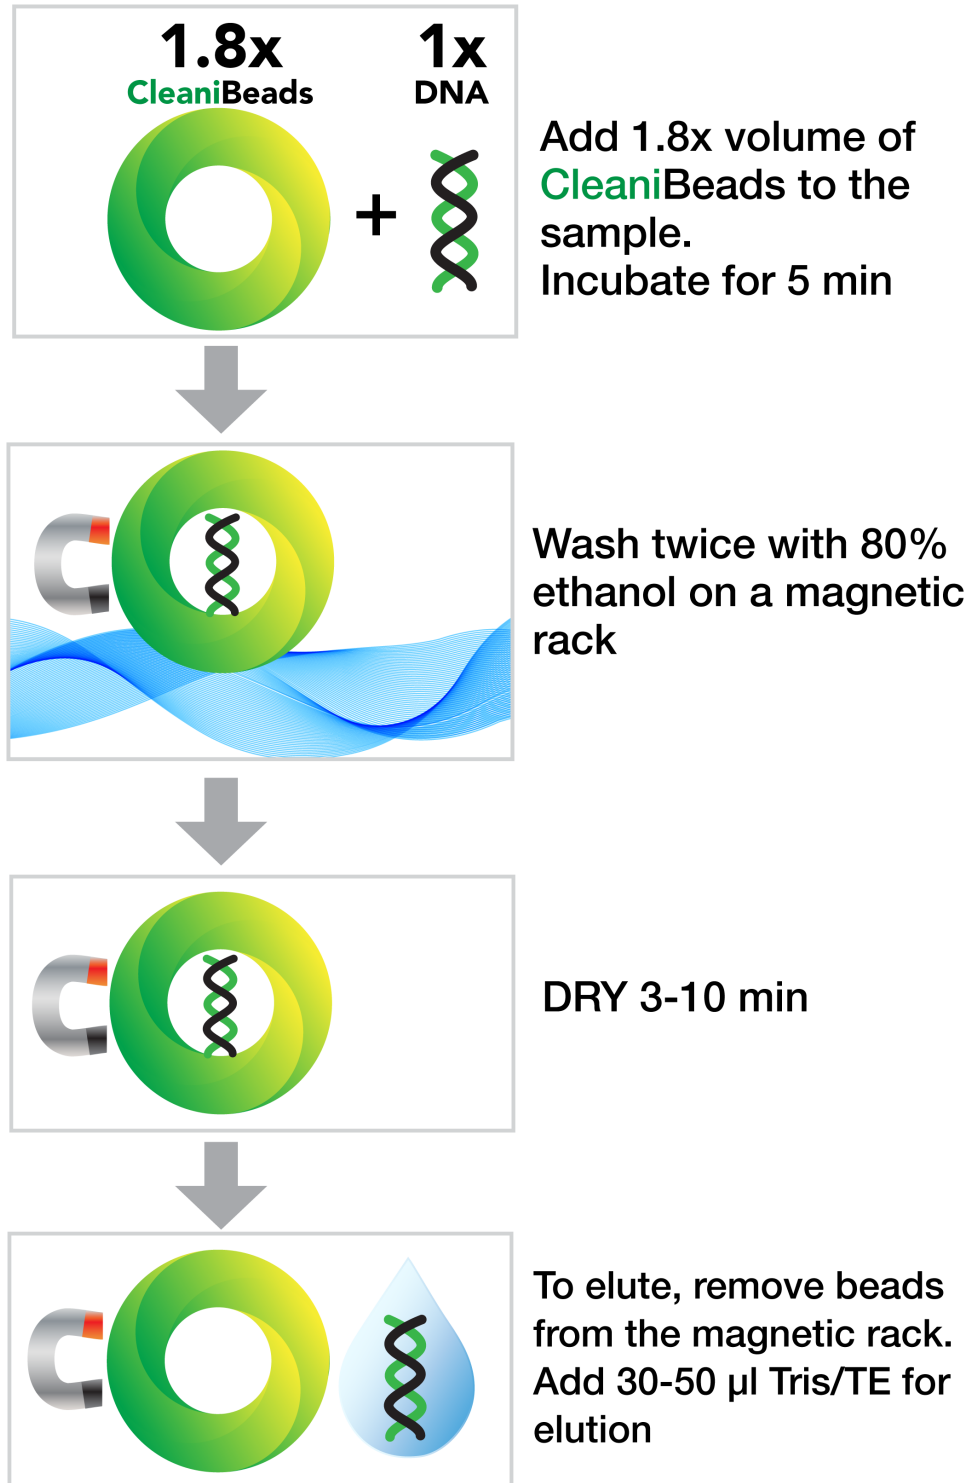 1.8x
1x
CleaniBeads
DNA
+
Add 1.8x volume of
CleaniBeads to the
sample.
Incubate for 5 min
Wash twice with 80%
ethanol on a magnetic
rack
DRY 3-10 min
To elute, remove beads
from the magnetic rack.
Add 30-50 µl Tris/TE for
elution